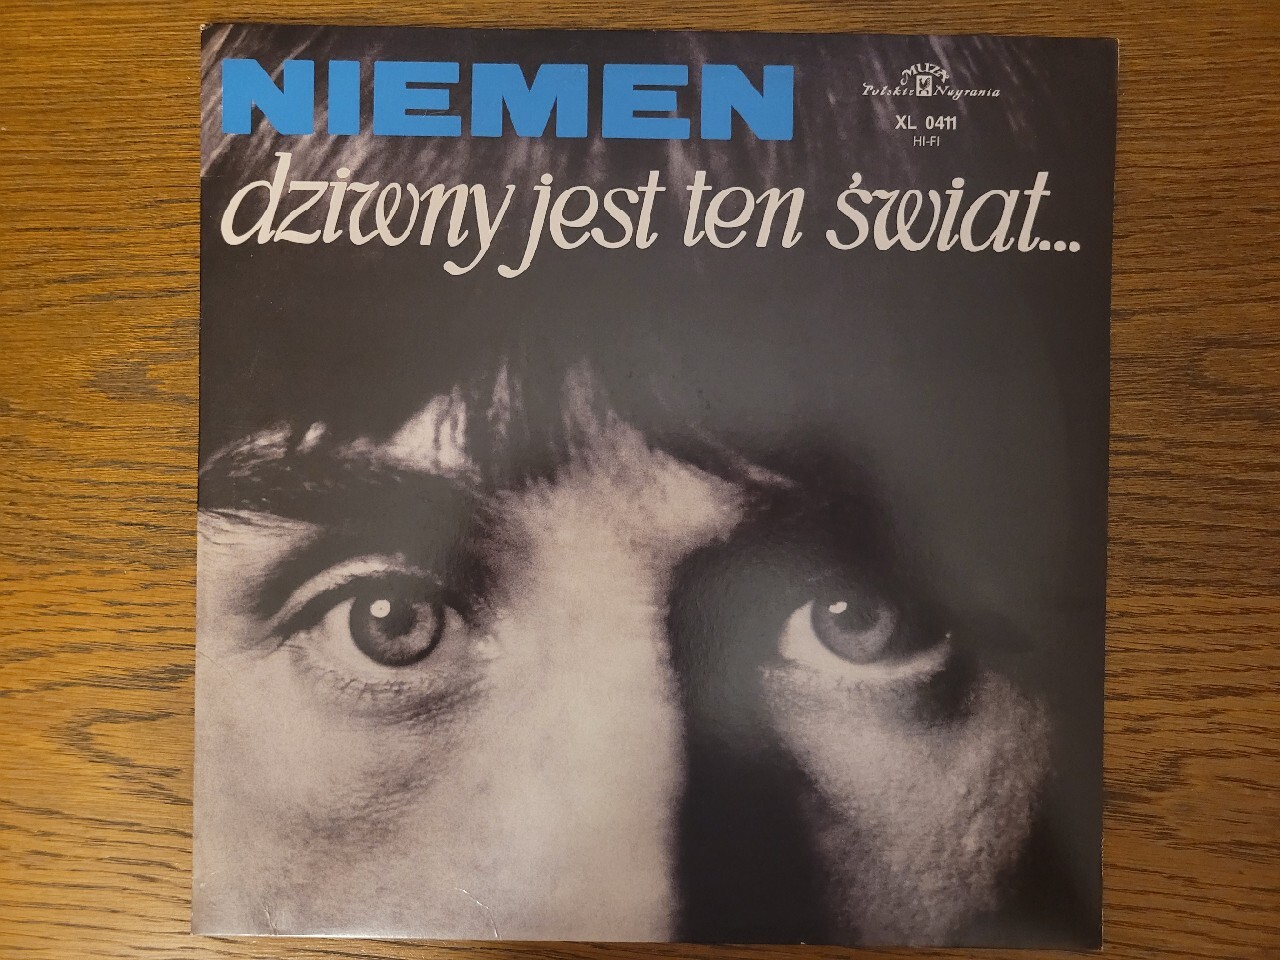 NIEMEN
MUZA
Polskie Nagrania
XL 0411
HI-FI
dziwny jest ten świat...